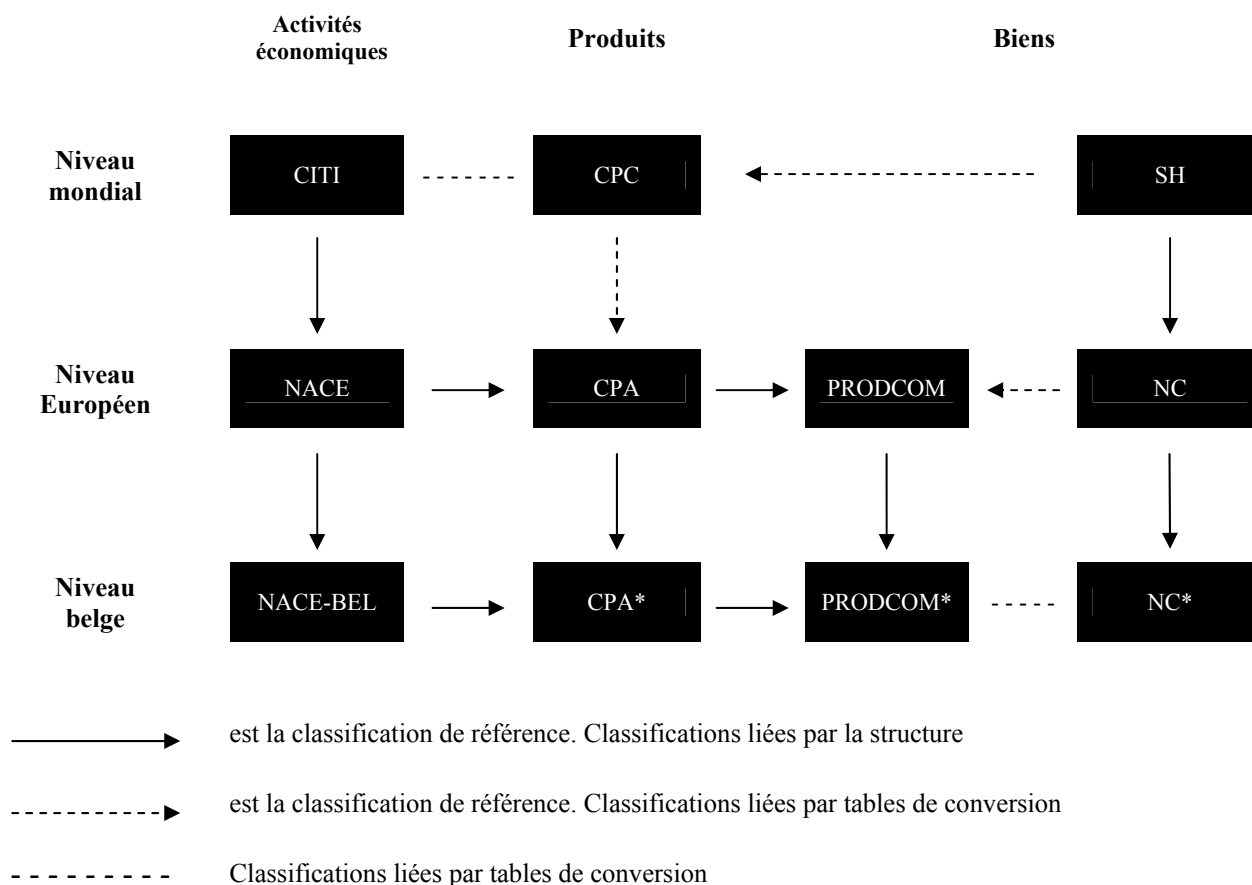 Activités
économiques
Produits
Biens
Niveau
mondial
CITI
CPC
SH
Niveau
Européen
NACE
CPA
PRODCOM
NC
Niveau
belge
NACE-BEL
CPA*
PRODCOM*
NC*
est la classification de référence. Classifications liées par la structure
est la classification de référence. Classifications liées par tables de conversion
Classifications liées par tables de conversion